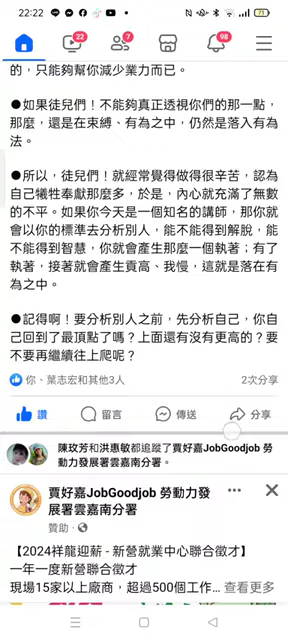 22:22
71
22
7
98
的，只能夠幫你減少業力而已。
●如果徒兒們！不能夠真正透視你們的那一點，
那麼，還是在束縛、有為之中，仍然是落入有為
法。
●所以，徒兒們！就經常覺得做得很辛苦，認為
自己犧牲奉獻那麼多，於是，內心就充滿了無數
的不平。如果你今天是一個知名的講師，那你就
會以你的標準去分析別人，能不能得到解脫，能
不能得到智慧，你就會產生那麼一個執著；有了
執著，接著就會產生貢高、我慢，這就是落在有
為之中。
●記得啊！要分析別人之前，先分析自己，你自
己回到了最頂點了嗎？上面還有沒有更高的？要
不要再繼續往上爬呢？
你、葉志宏和其他3人
2次分享
讚
留言
傳送
分享
陳玫芳和洪惠敏都追蹤了賈好嘉JobGoodjob 勞
動力發展署雲嘉南分署。
賈好嘉JobGoodjob 勞動力發
展署雲嘉南分署
贊助・
【2024祥龍迎薪 - 新營就業中心聯合徵才】
一年一度新營聯合徵才
現場15家以上廠商，超過500個工作... 查看更多